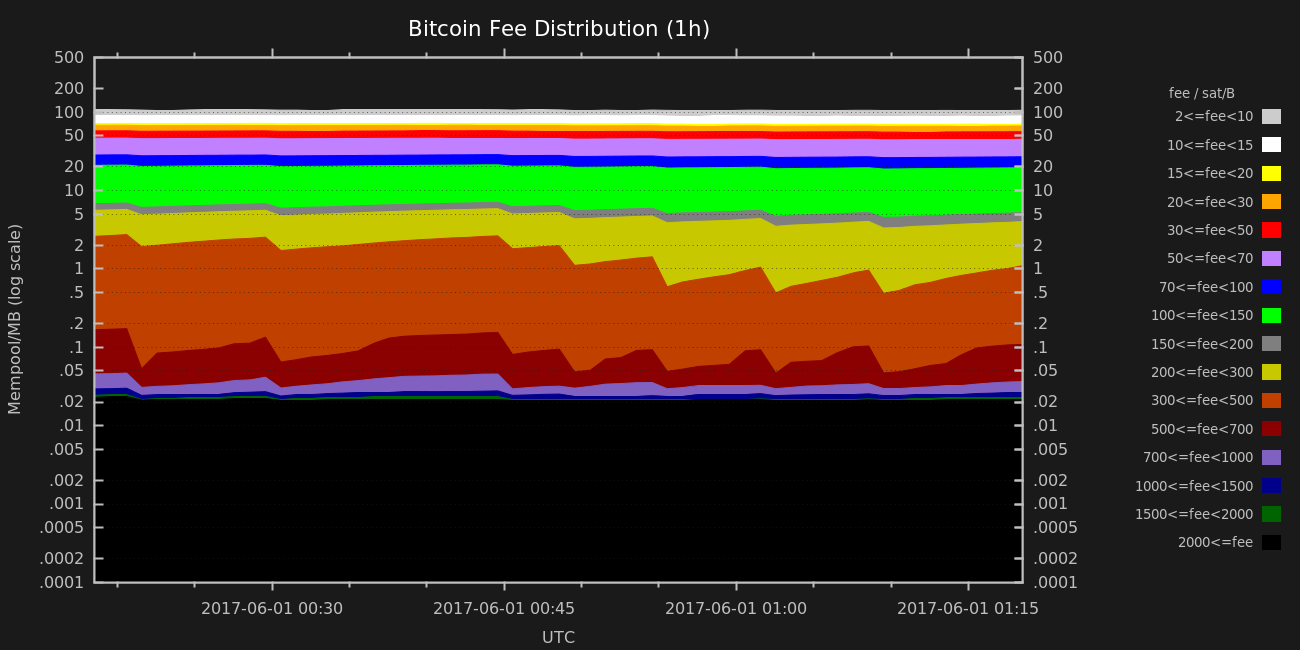 Bitcoin Fee Distribution (1h)
Mempool/MB (log scale)
500
200
100
50
20
10
5
2
1
.5
.2
.1
.05
.02
.01
.005
.002
.001
.0005
.0002
.0001
500
200
100
50
20
10
5
2
1
.5
.2
.1
.05
.02
.01
.005
.002
.001
.0005
.0002
.0001
2017-06-01 00:30
2017-06-01 00:45
2017-06-01 01:00
2017-06-01 01:15
UTC
fee / sat/B
2<=fee<10
10<=fee<15
15<=fee<20
20<=fee<30
30<=fee<50
50<=fee<70
70<=fee<100
100<=fee<150
150<=fee<200
200<=fee<300
300<=fee<500
500<=fee<700
700<=fee<1000
1000<=fee<1500
1500<=fee<2000
2000<=fee